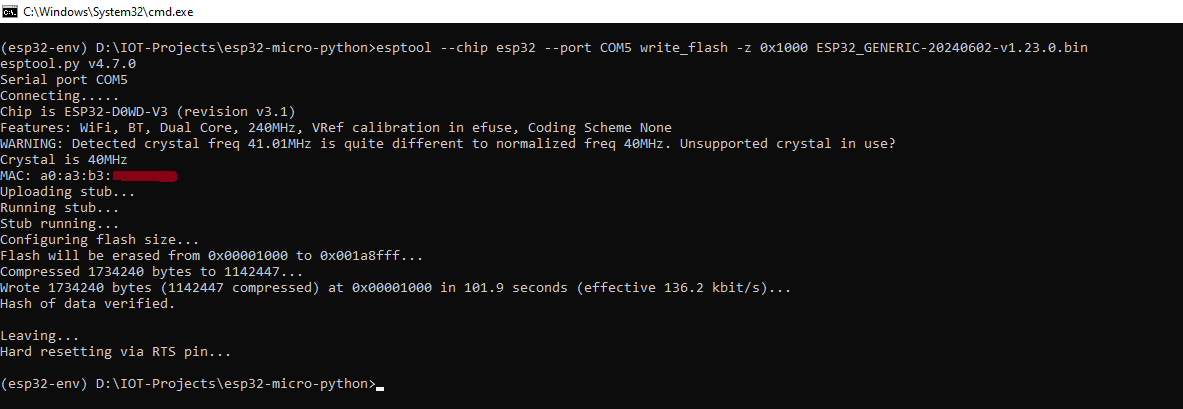 C:\Windows\System32\cmd.exe
(esp32-env) D:\IOT-Projects\esp32-micro-python>esptool --chip esp32 --port COM5 write_flash -z 0x1000 ESP32_GENERIC-20240602-v1.23.0.bin
esptool.py v4.7.0
Serial port COM5
Connecting.....
Chip is ESP32-D0WD-V3 (revision v3.1)
Features: WiFi, BT, Dual Core, 240MHz, VRef calibration in efuse, Coding Scheme None
WARNING: Detected crystal freq 41.01MHz is quite different to normalized freq 40MHz. Unsupported crystal in use?
Crystal is 40MHz
MAC: a0:a3:b3:
Uploading stub...
Running stub...
Stub running...
Configuring flash size...
Flash will be erased from 0x00001000 to 0x001a8fff...
Compressed 1734240 bytes to 1142447...
Wrote 1734240 bytes (1142447 compressed) at 0x00001000 in 101.9 seconds (effective 136.2 kbit/s)...
Hash of data verified.
Leaving...
Hard resetting via RTS pin...
(esp32-env) D:\IOT-Projects\esp32-micro-python>